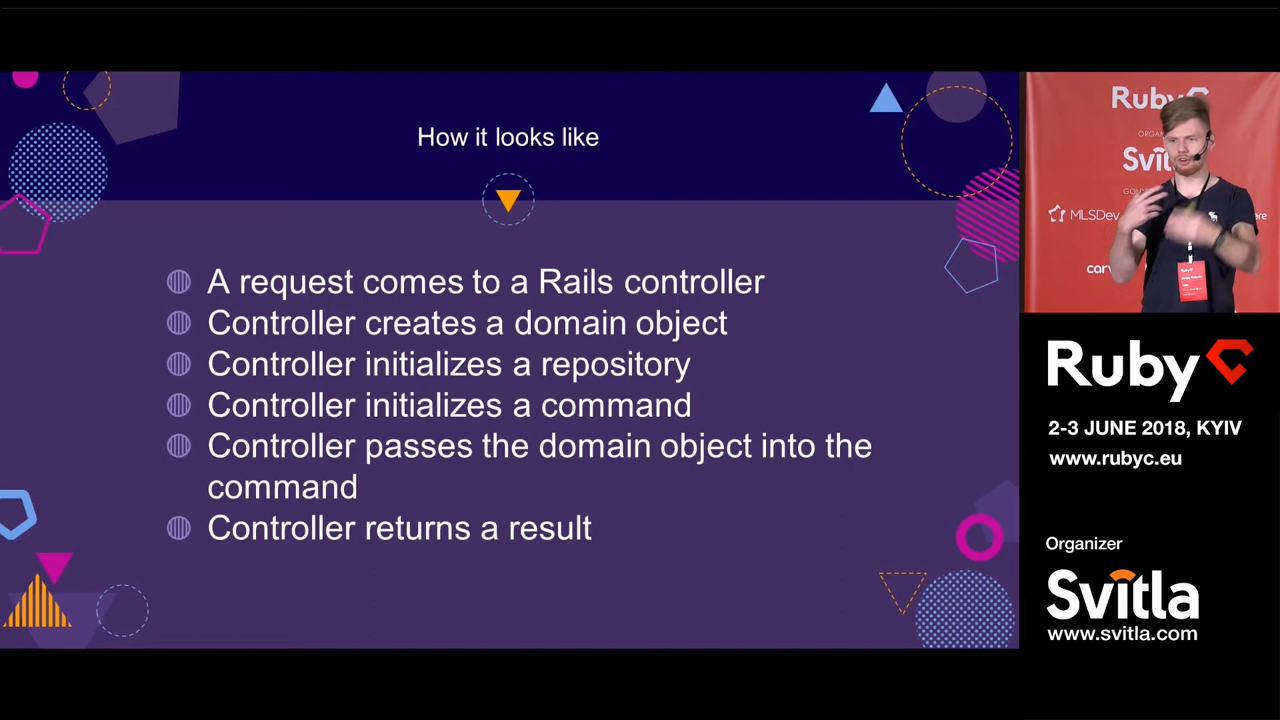 How it looks like
A request comes to a Rails controller
Controller creates a domain object
Controller initializes a repository
Controller initializes a command
Controller passes the domain object into the
command
Controller returns a result
Ruby
Svitla
MLSDev
Ruby
2-3 JUNE 2018, KYIV
www.rubyc.eu
Organizer
Svitla
www.svitla.com